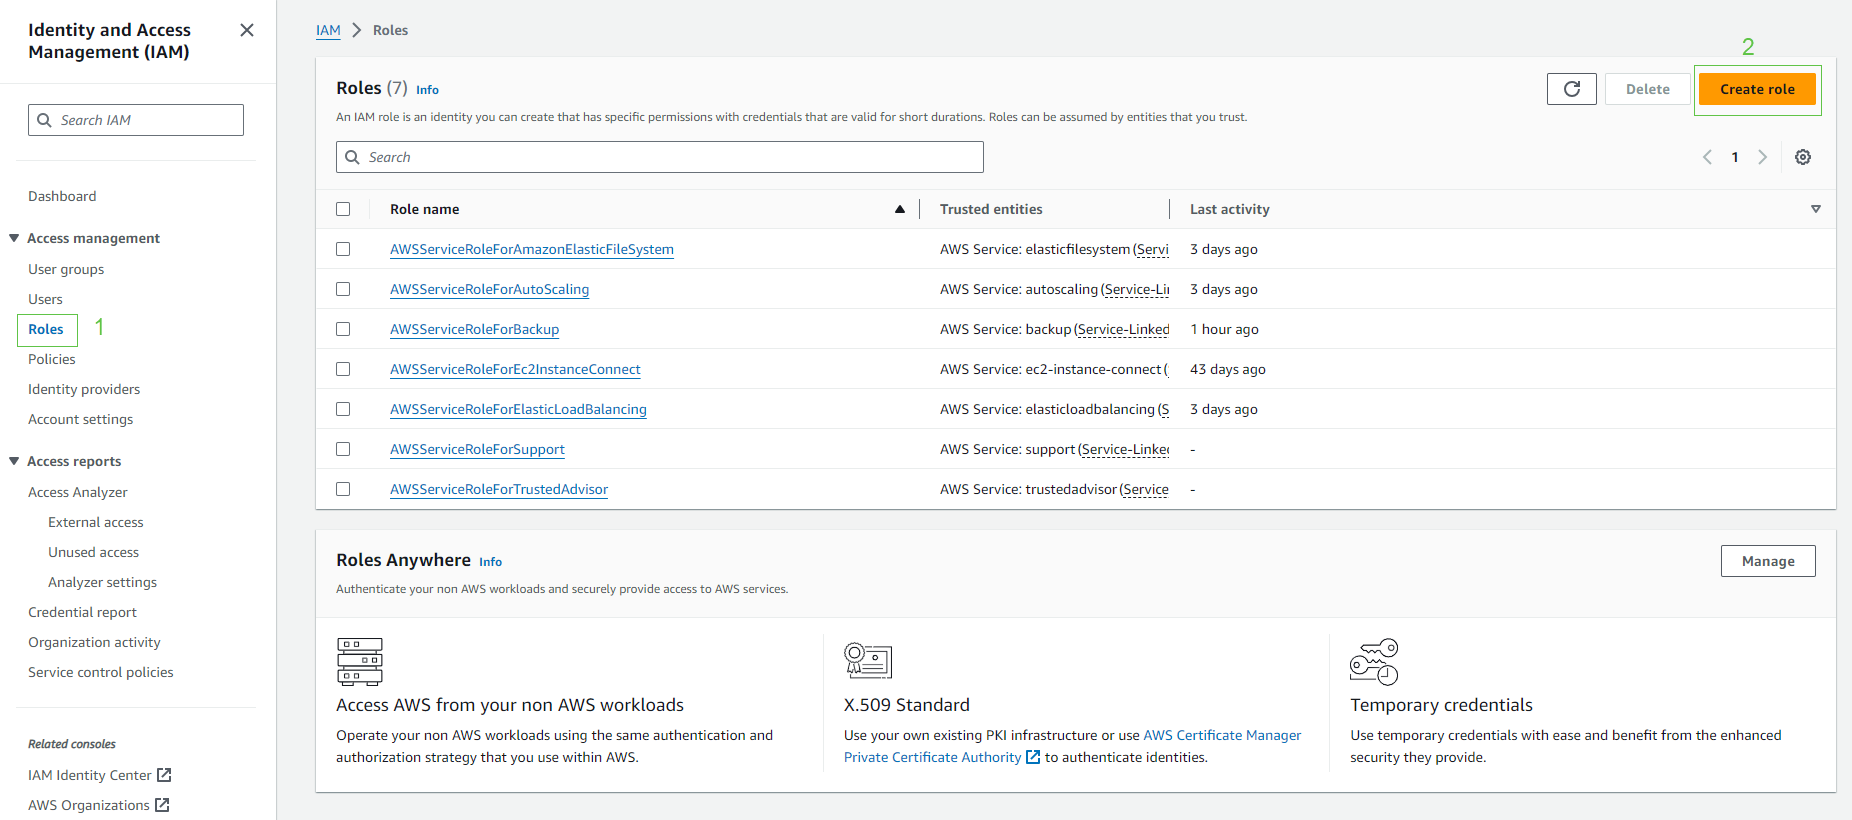 Identity and Access
Management (IAM)
Search IAM
Dashboard
Access management
User groups
Users
Roles
1
Policies
Identity providers
Account settings
Access reports
Access Analyzer
External access
Unused access
Analyzer settings
Credential report
Organization activity
Service control policies
Related consoles
IAM Identity Center
AWS Organizations
IAM > Roles
2
Roles (7) Info
Delete
Create role
An IAM role is an identity you can create that has specific permissions with credentials that are valid for short durations. Roles can be assumed by entities that you trust.
Search
1
Role name Trusted entities Last activity
AWSServiceRoleForAmazonElasticFileSystem AWS Service: elasticfilesystem (Servi 3 days ago
AWSServiceRoleForAutoScaling AWS Service: autoscaling (Service-Li 3 days ago
AWSServiceRoleForBackup AWS Service: backup (Service-Linked 1 hour ago
AWSServiceRoleForEc2InstanceConnect AWS Service: ec2-instance-connect ( 43 days ago
AWSServiceRoleForElasticLoadBalancing AWS Service: elasticloadbalancing (S 3 days ago
AWSServiceRoleForSupport AWS Service: support (Service-Linke -
AWSServiceRoleForTrustedAdvisor AWS Service: trustedadvisor (Service -
Roles Anywhere Info
Manage
Authenticate your non AWS workloads and securely provide access to AWS services.
Access AWS from your non AWS workloads
Operate your non AWS workloads using the same authentication and
authorization strategy that you use within AWS.
X.509 Standard
Use your own existing PKI infrastructure or use AWS Certificate Manager
Private Certificate Authority to authenticate identities.
Temporary credentials
Use temporary credentials with ease and benefit from the enhanced
security they provide.